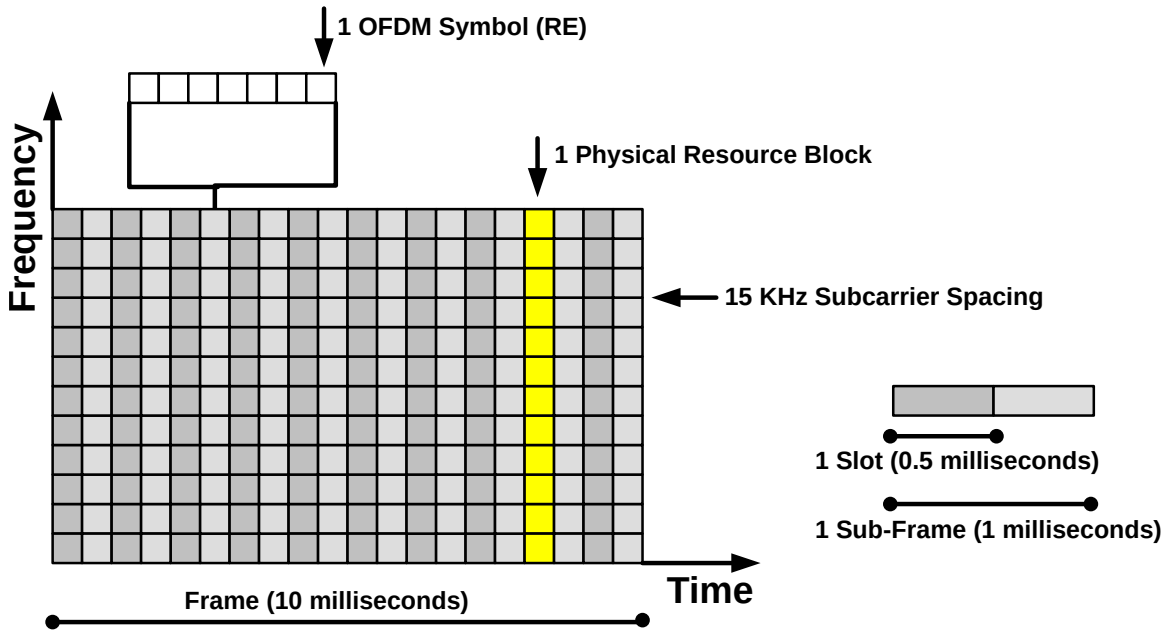 1 OFDM Symbol (RE)
1 Physical Resource Block
Frequency
15 KHz Subcarrier Spacing
1 Slot (0.5 milliseconds)
1 Sub-Frame (1 milliseconds)
Time
Frame (10 milliseconds)